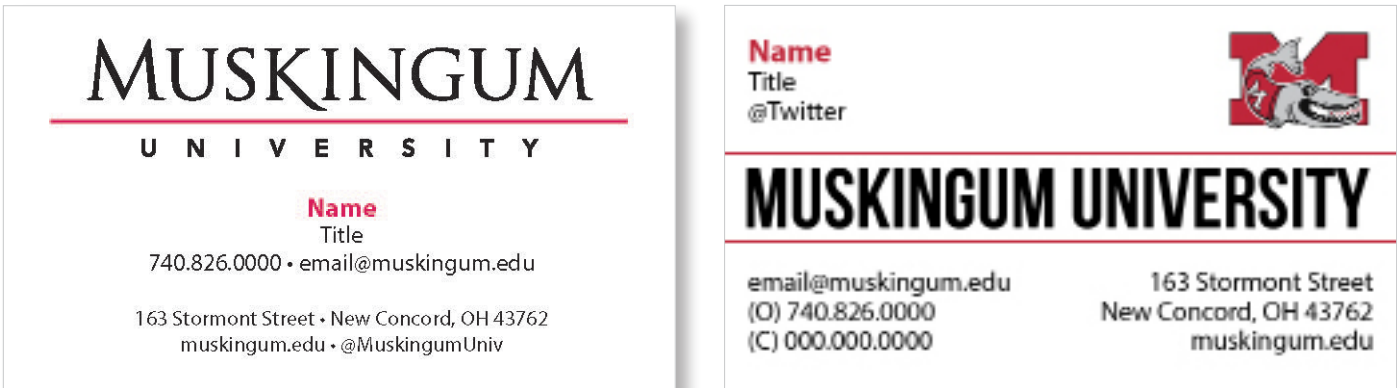 MUSKINGUM
UNIVERSITY
Name
Title
740.826.0000 • email@muskingum.edu
163 Stormont Street • New Concord, OH 43762
muskingum.edu • @MuskingumUniv
Name
Title
@Twitter
M
MUSKINGUM UNIVERSITY
email@muskingum.edu
(O) 740.826.0000
(C) 000.000.0000
163 Stormont Street
New Concord, OH 43762
muskingum.edu